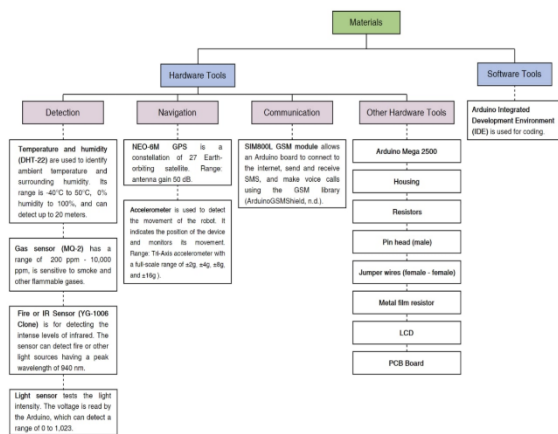 Materials
Hardware Tools
Software Tools
Detection
Navigation
Communication
Other Hardware Tools
Arduino Integrated
Development Environment
(IDE) is used for coding.
Temperature and humidity
(DHT-22) are used to identify
ambient temperature and
surrounding humidity. Its
range is -40°C to 50°C, 0%
humidity to 100%, and can
detect up to 20 meters.
Gas sensor (MQ-2) has a
range of 200 ppm - 10,000
ppm, is sensitive to smoke and
other flammable gases.
Fire or IR Sensor (YG-1006
Clone) is for detecting the
intense levels of infrared. The
sensor can detect fire or other
light sources having a peak
wavelength of 940 nm.
Light sensor tests the light
intensity. The voltage is read by
the Arduino, which can detect a
range of 0 to 1,023.
NEO-6M GPS is a
constellation of 27 Earth-
orbiting satellite. Range:
antenna gain 50 dB.
Accelerometer is used to detect
the movement of the robot. It
indicates the position of the device
and monitors its movement.
Range: Tri-Axis accelerometer with
a full-scale range of ±2g, ±4g, ±8g,
and ±16g ).
SIM800L GSM module allows
an Arduino board to connect to the
internet, send and receive
SMS, and make voice calls
using the GSM library
(ArduinoGSMShield, n.d.).
Arduino Mega 2500
Housing
Resistors
Pin head (male)
Jumper wires (female - female)
Metal film resistor
LCD
PCB Board